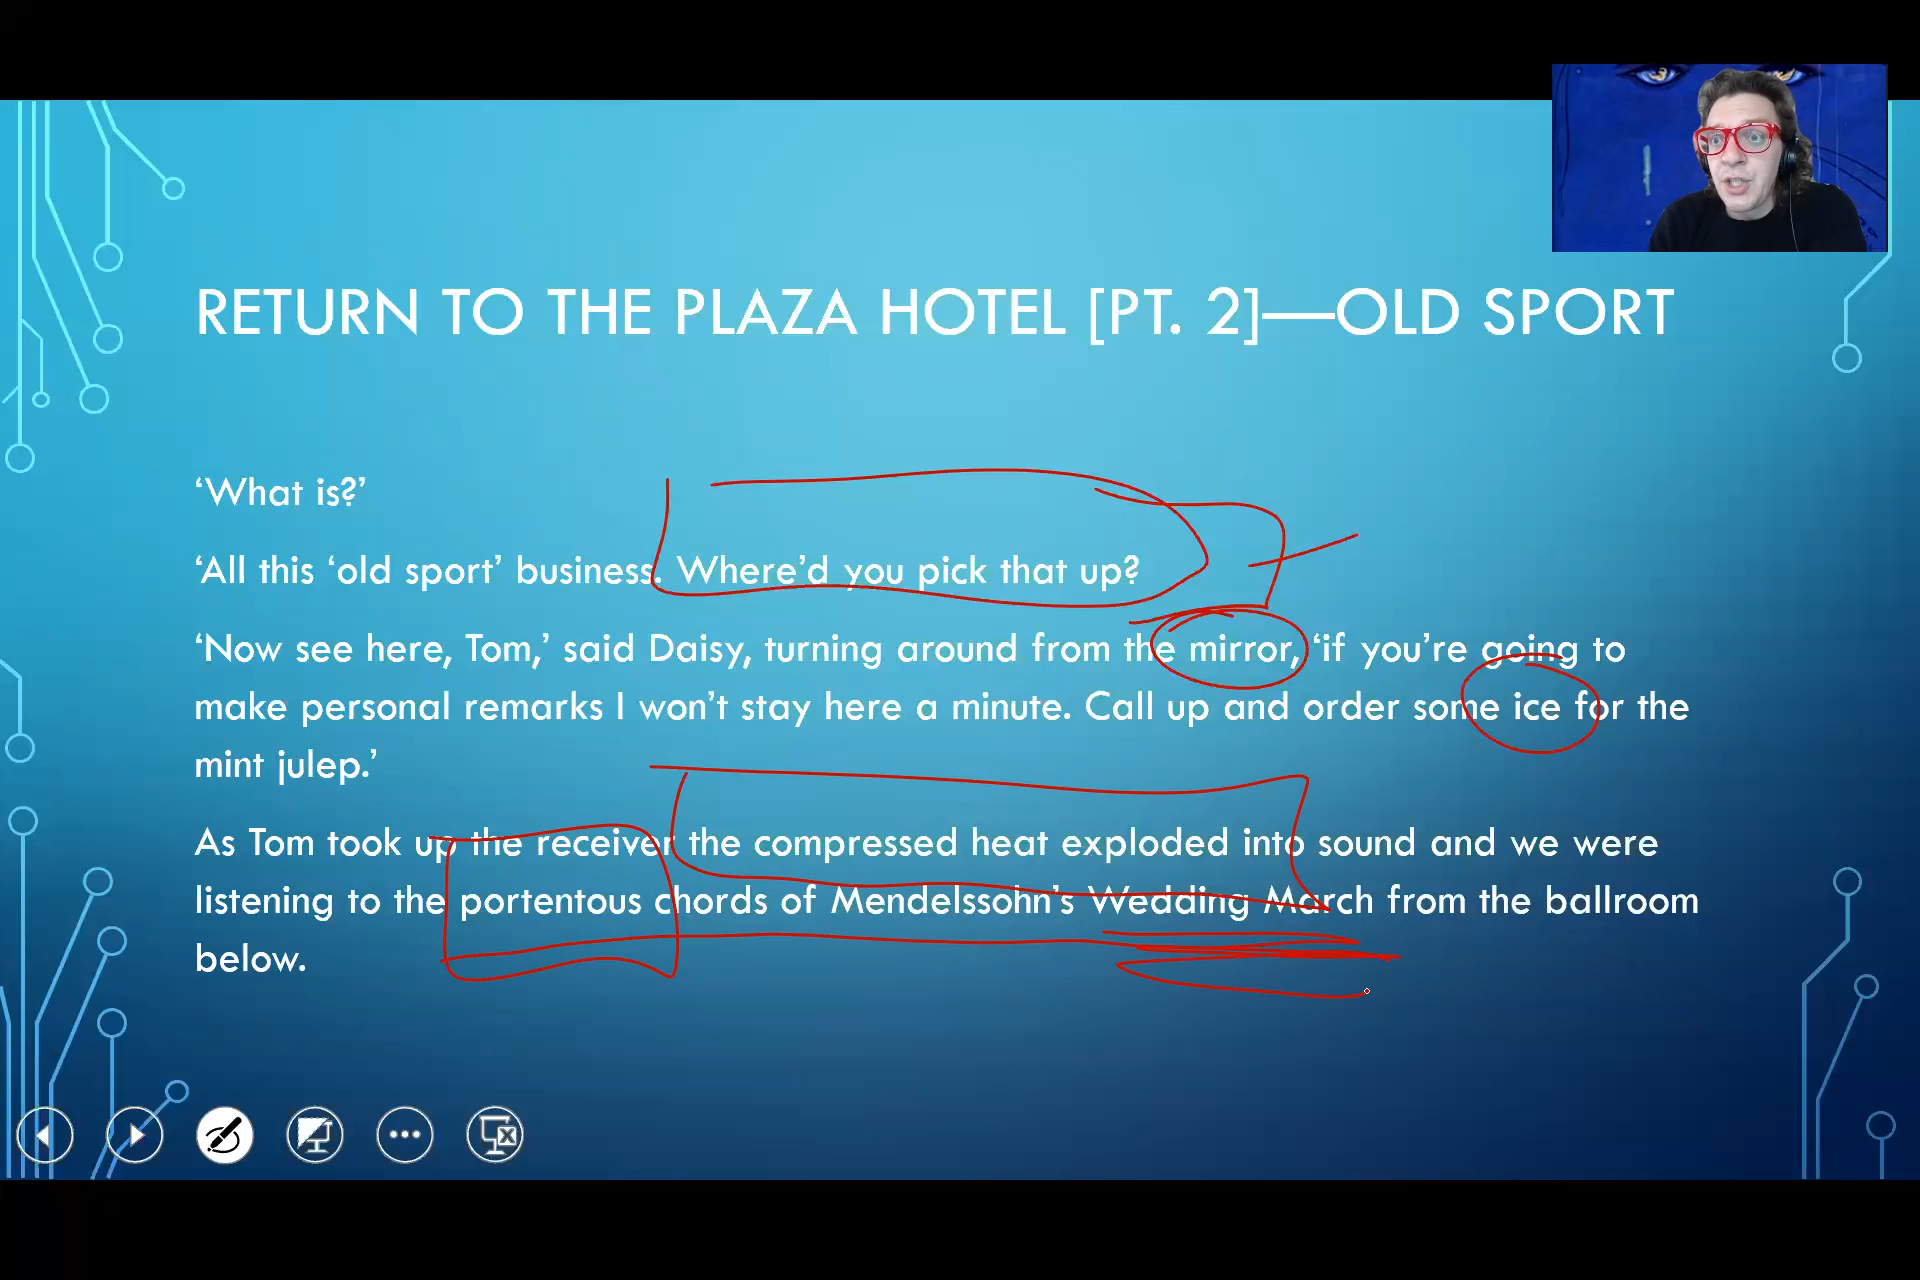 RETURN TO THE PLAZA HOTEL [PT. 2]—OLD SPORT
‘What is?’
‘All this ‘old sport’ business. Where’d you pick that up?
‘Now see here, Tom,’ said Daisy, turning around from the mirror, ‘if you’re going to
make personal remarks I won’t stay here a minute. Call up and order some ice for the
mint julep.’
As Tom took up the receiver the compressed heat exploded into sound and we were
listening to the portentous chords of Mendelssohn’s Wedding March from the ballroom
below.